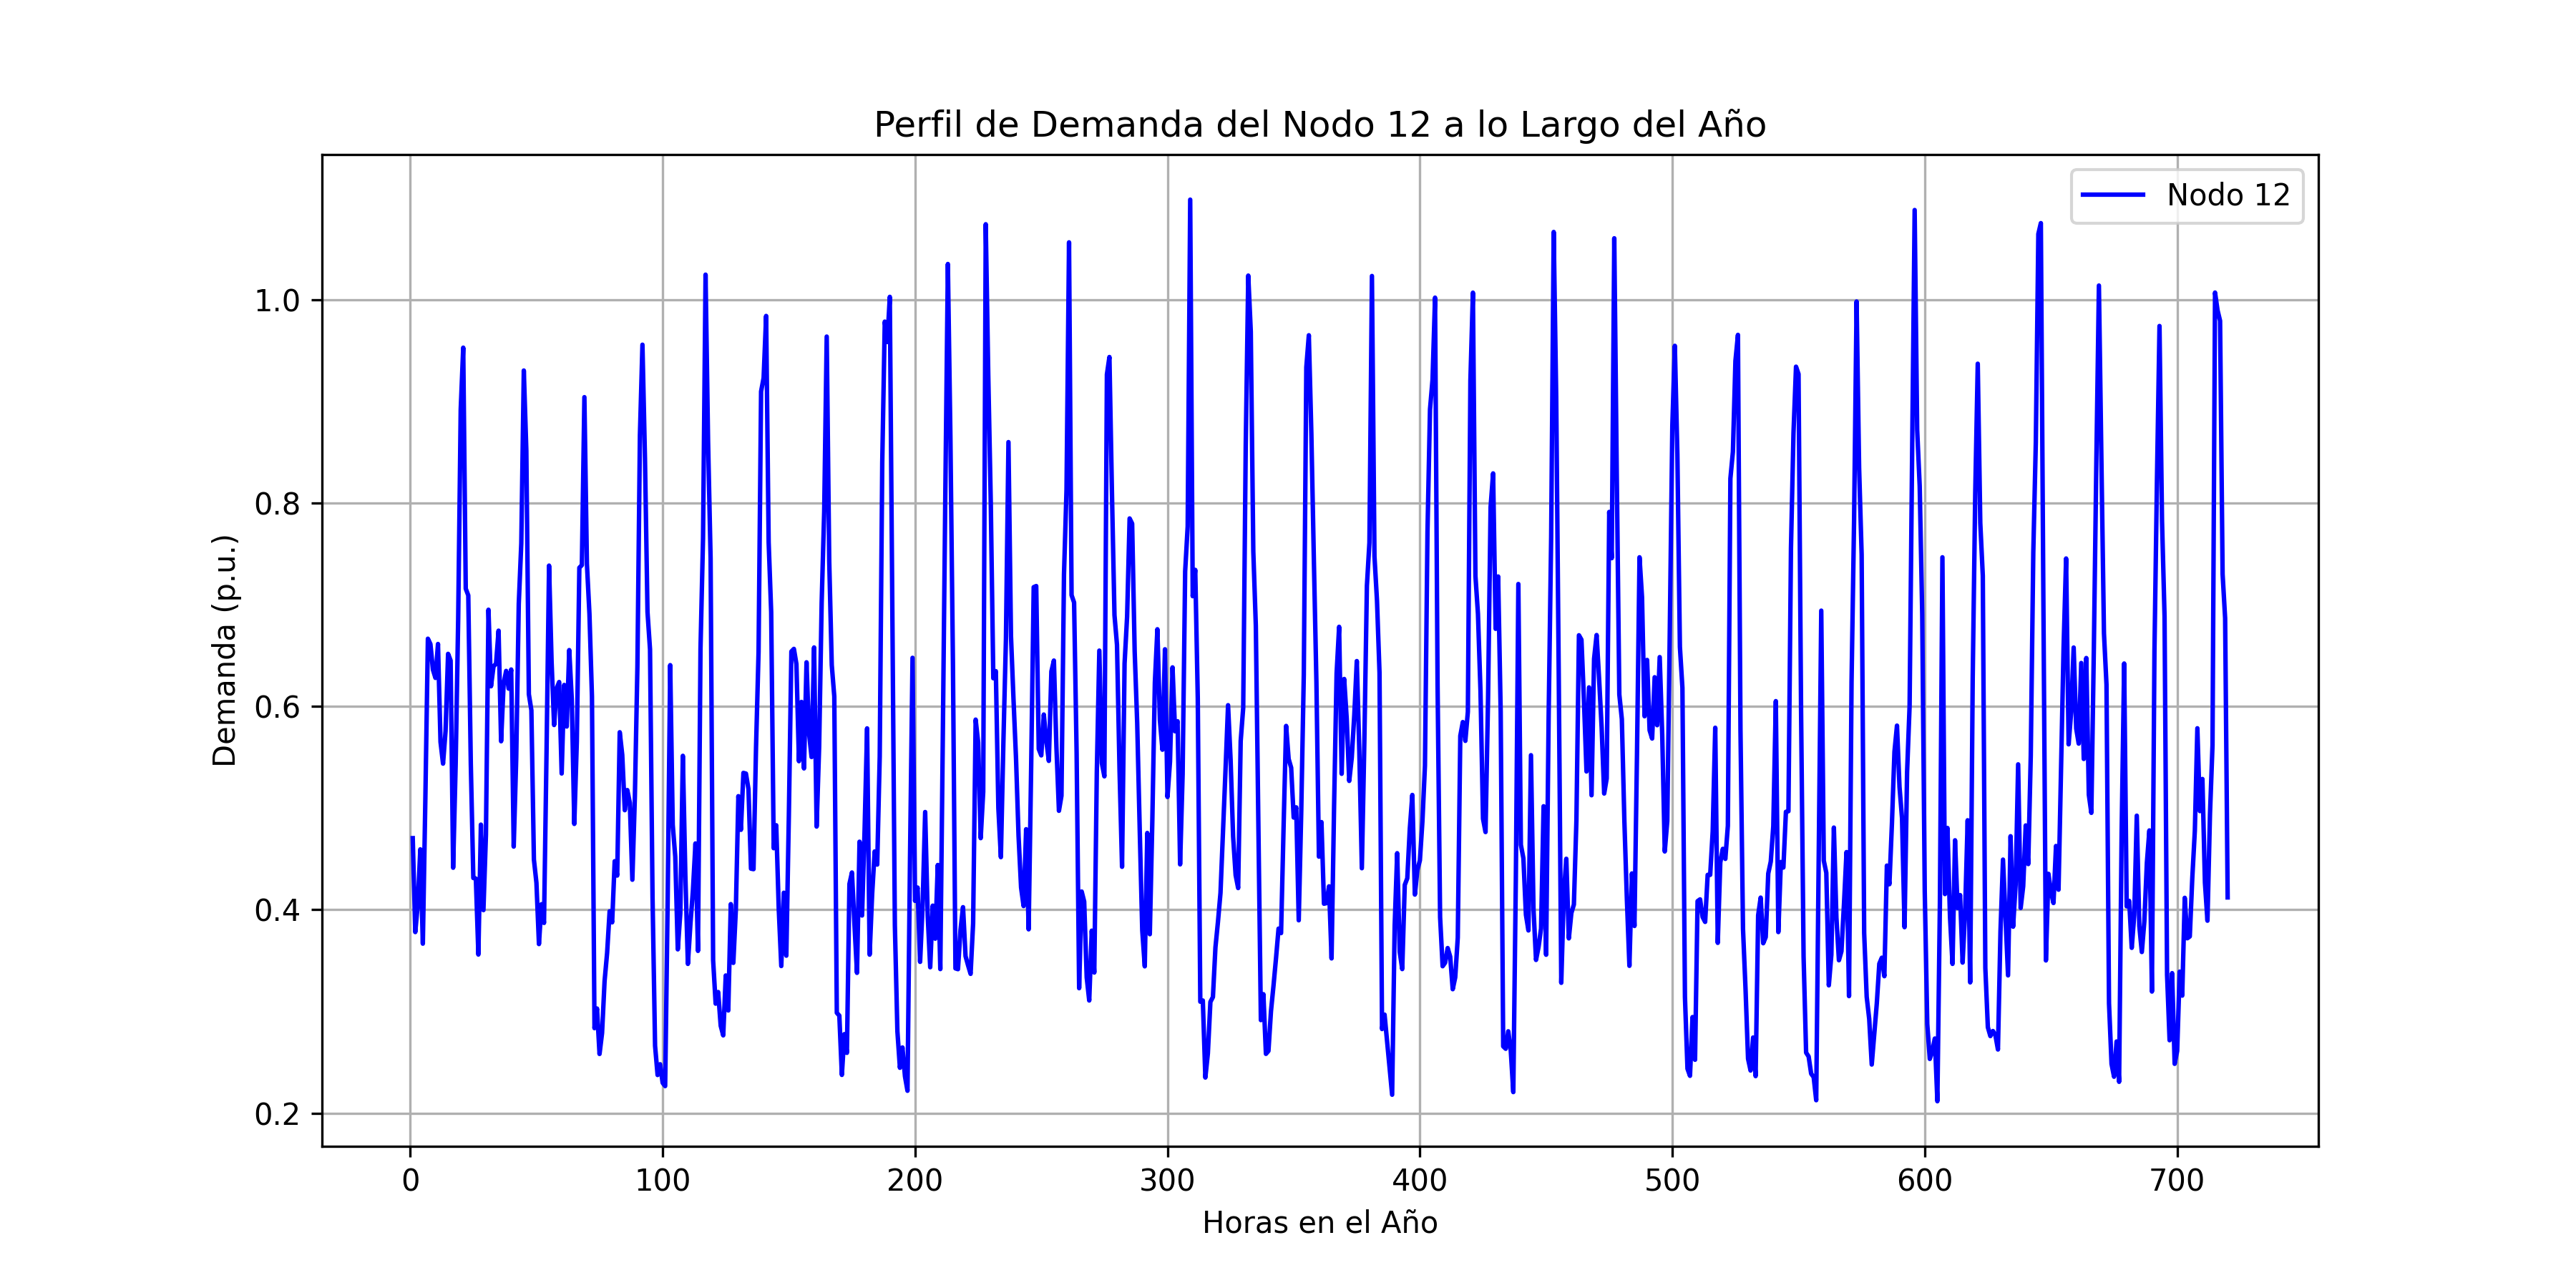 Perfil de Demanda del Nodo 12 a lo Largo del Año
Nodo 12
1.0
0.8
0.6
0.4
0.2
Demanda (p.u.)
0 100 200 300 400 500 600 700
Horas en el Año